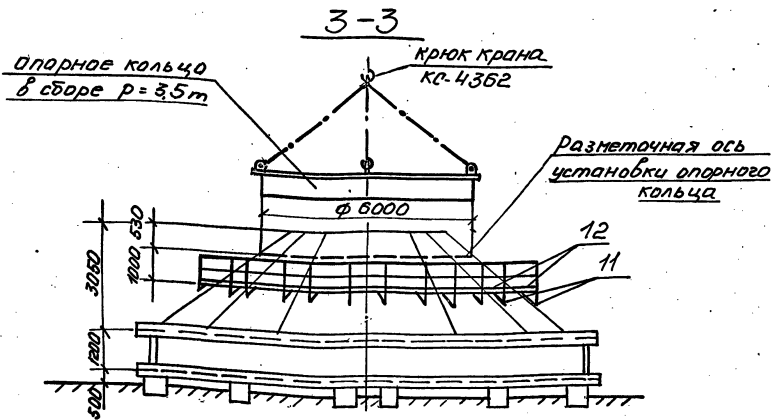 3-3
опорное кольцо
в сборе p=3,5т
крюк крана
КС-4362
Разметочная ось
установки опорного
кольца
ф 6000
530
1000
3060
1200
500
12
11